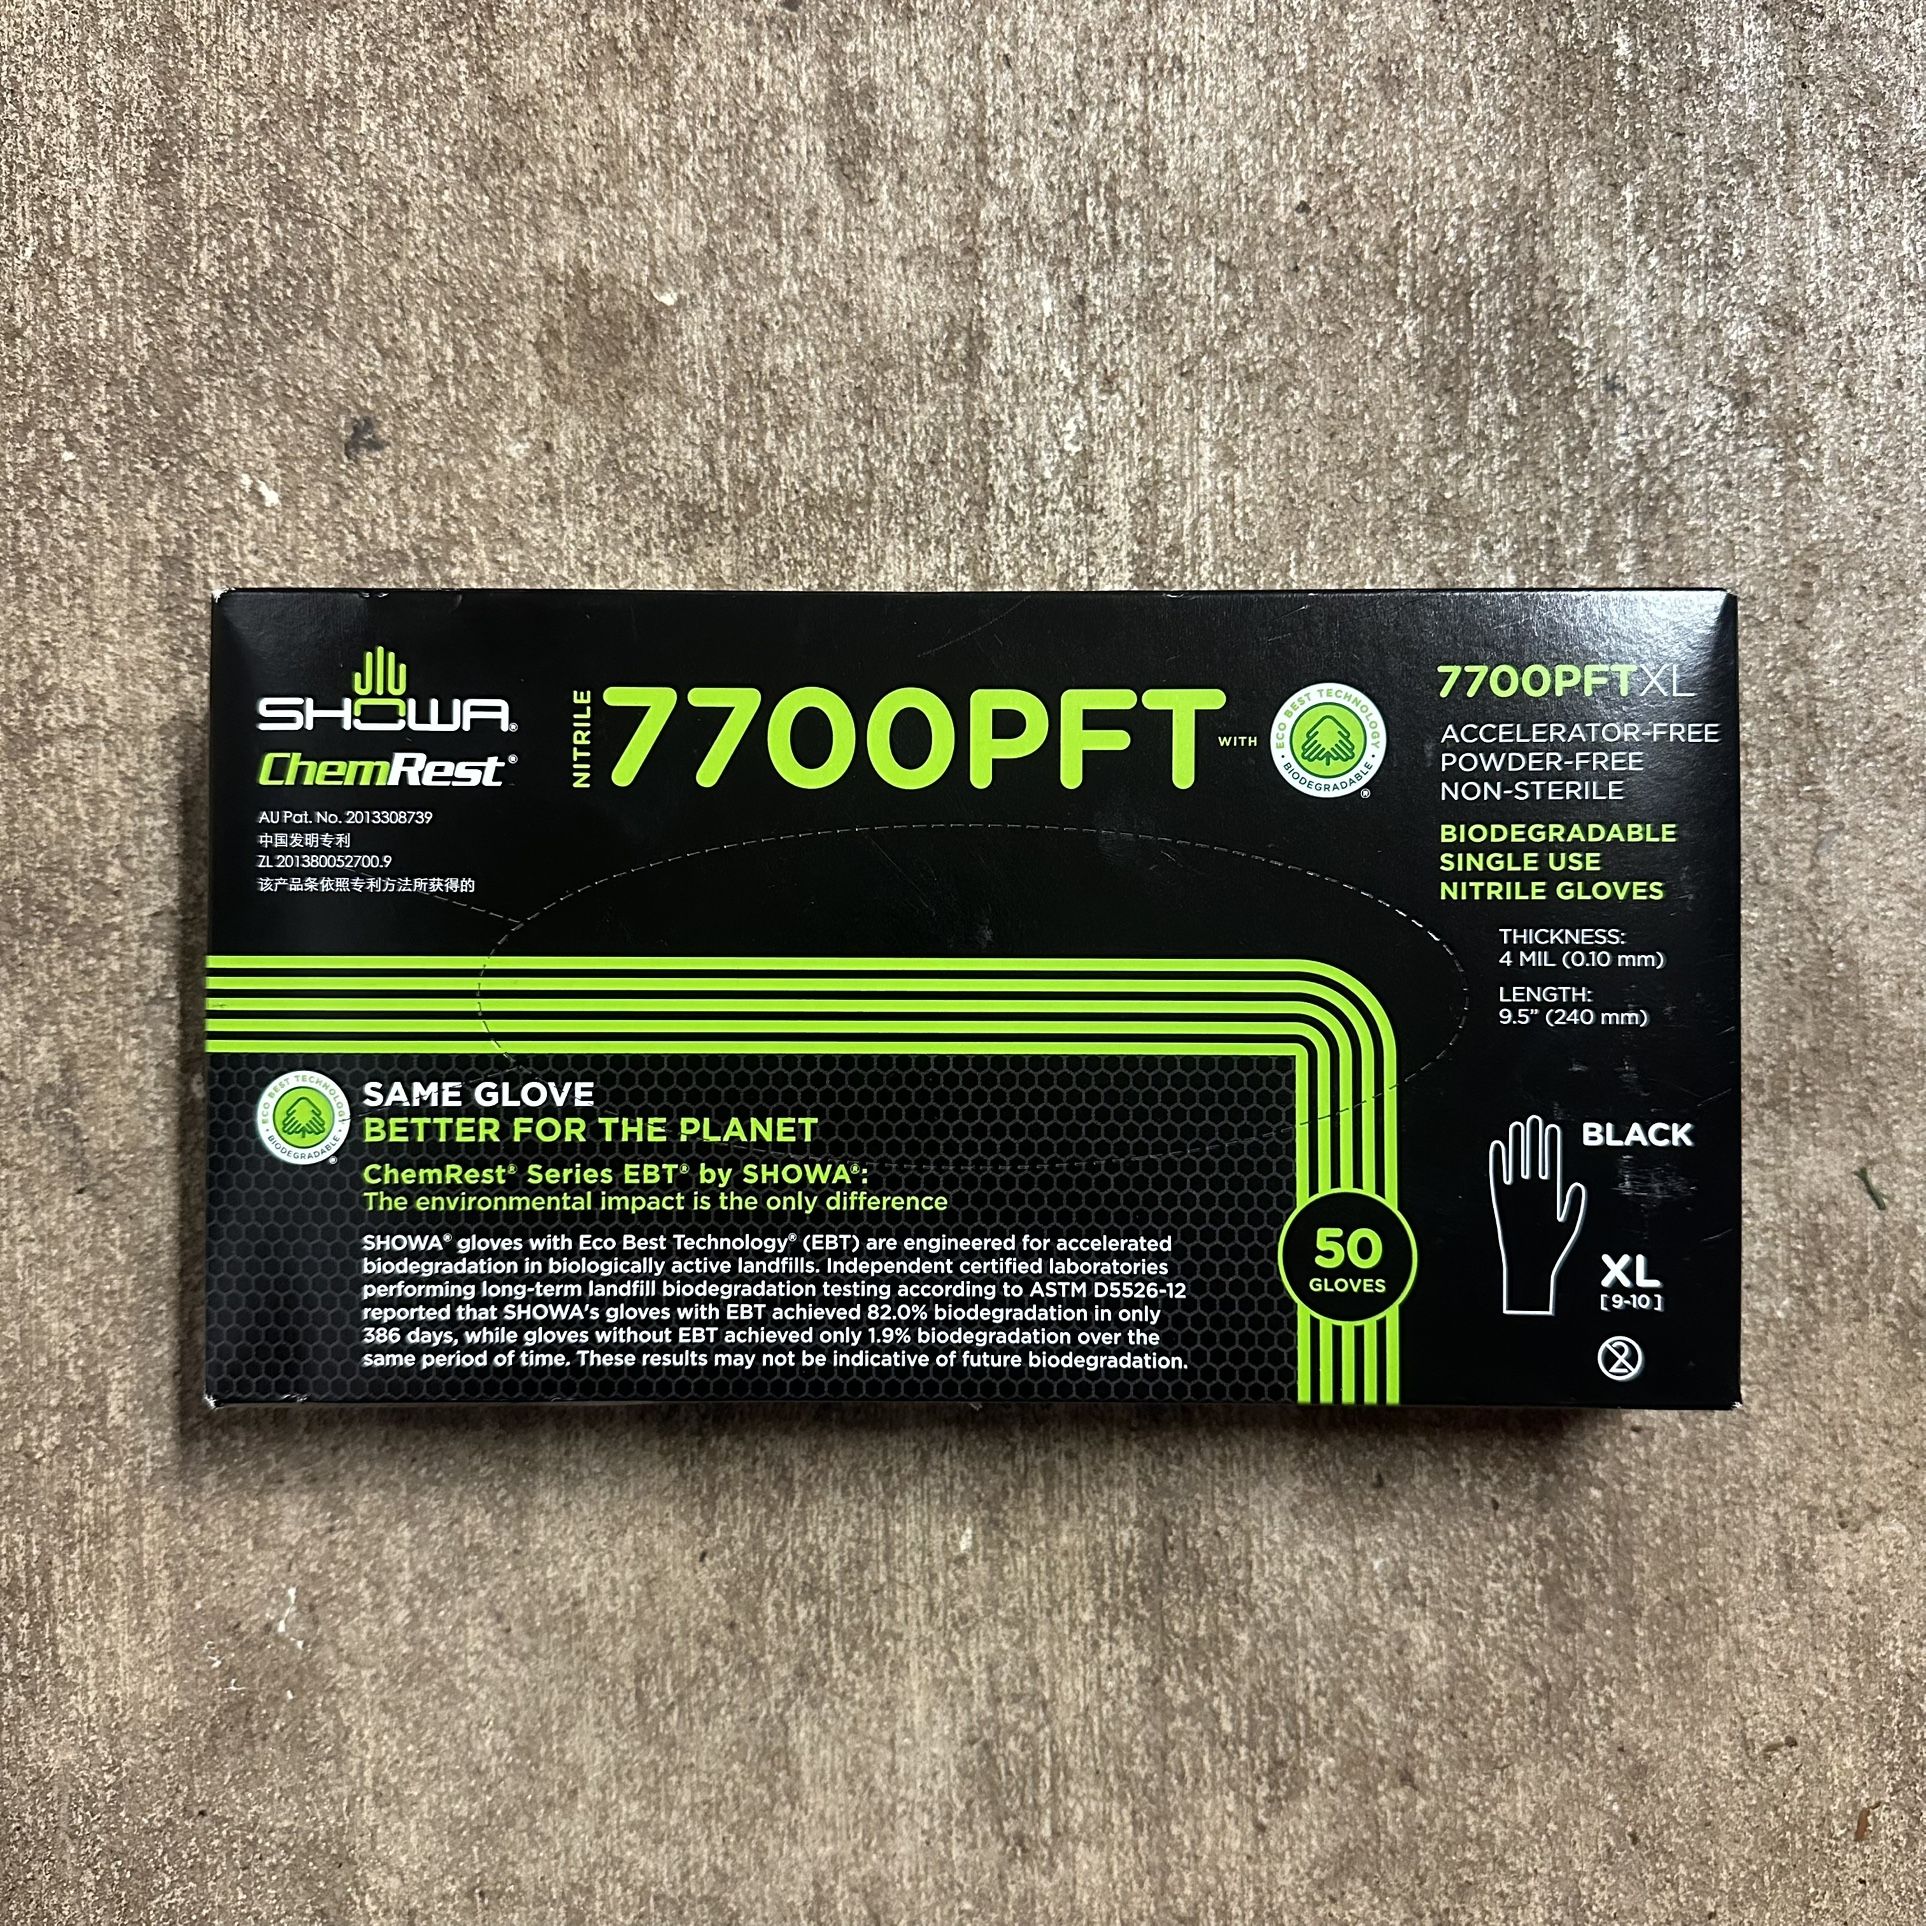 SHOWA®
ChemRest®
AU Pat. No. 2013308739
中国发明专利
ZL 201380052700.9
该产品条依照专利方法所获得的
NITRILE
7700PFT
WITH
ECO BEST TECHNOLOGY
BIODEGRADABLE
®
7700PFTXL
ACCELERATOR-FREE
POWDER-FREE
NON-STERILE
BIODEGRADABLE
SINGLE USE
NITRILE GLOVES
THICKNESS:
4 MIL (0.10 mm)
LENGTH:
9.5" (240 mm)
ECO BEST TECHNOLOGY
BIODEGRADABLE
®
SAME GLOVE
BETTER FOR THE PLANET
ChemRest® Series EBT® by SHOWA®:
The environmental impact is the only difference
SHOWA® gloves with Eco Best Technology® (EBT) are engineered for accelerated
biodegradation in biologically active landfills. Independent certified laboratories
performing long-term landfill biodegradation testing according to ASTM D5526-12
reported that SHOWA's gloves with EBT achieved 82.0% biodegradation in only
386 days, while gloves without EBT achieved only 1.9% biodegradation over the
same period of time. These results may not be indicative of future biodegradation.
50
GLOVES
BLACK
XL
[9-10]
2